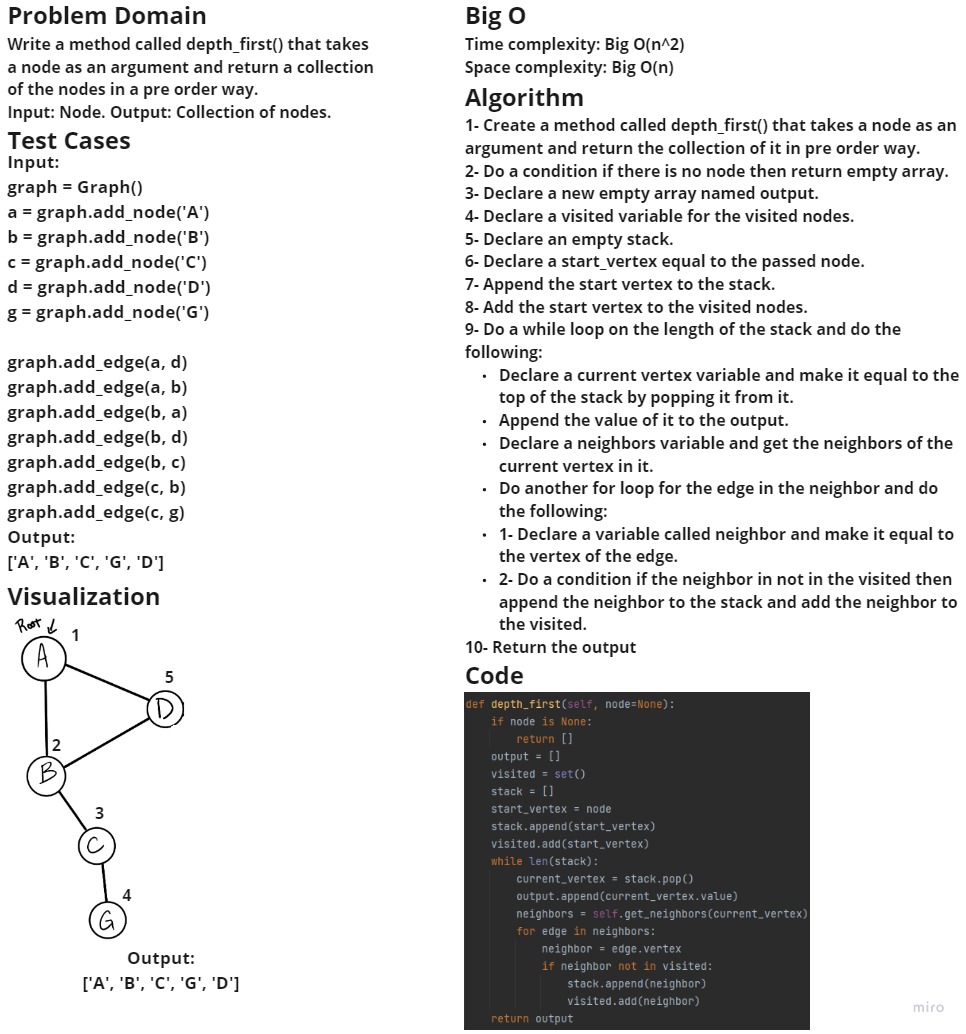 Problem Domain
Write a method called depth_first() that takes
a node as an argument and return a collection
of the nodes in a pre order way.
Input: Node. Output: Collection of nodes.
Test Cases
Input:
graph = Graph()
a = graph.add_node('A')
b = graph.add_node('B')
c = graph.add_node('C')
d = graph.add_node('D')
g = graph.add_node('G')
graph.add_edge(a, d)
graph.add_edge(a, b)
graph.add_edge(b, a)
graph.add_edge(b, d)
graph.add_edge(b, c)
graph.add_edge(c, b)
graph.add_edge(c, g)
Output:
['A', 'B', 'C', 'G', 'D']
Visualization
Root
1
A
5
D
2
B
3
C
4
G
Output:
['A', 'B', 'C', 'G', 'D']
Big O
Time complexity: Big O(n^2)
Space complexity: Big O(n)
Algorithm
1- Create a method called depth_first() that takes a node as an
argument and return the collection of it in pre order way.
2- Do a condition if there is no node then return empty array.
3- Declare a new empty array named output.
4- Declare a visited variable for the visited nodes.
5- Declare an empty stack.
6- Declare a start_vertex equal to the passed node.
7- Append the start vertex to the stack.
8- Add the start vertex to the visited nodes.
9- Do a while loop on the length of the stack and do the
following:
• Declare a current vertex variable and make it equal to the
top of the stack by popping it from it.
• Append the value of it to the output.
• Declare a neighbors variable and get the neighbors of the
current vertex in it.
• Do another for loop for the edge in the neighbor and do
the following:
• 1- Declare a variable called neighbor and make it equal to
the vertex of the edge.
• 2- Do a condition if the neighbor in not in the visited then
append the neighbor to the stack and add the neighbor to
the visited.
10- Return the output
Code
def depth_first(self, node=None):
if node is None:
return []
output = []
visited = set()
stack = []
start_vertex = node
stack.append(start_vertex)
visited.add(start_vertex)
while len(stack):
current_vertex = stack.pop()
output.append(current_vertex.value)
neighbors = self.get_neighbors(current_vertex)
for edge in neighbors:
neighbor = edge.vertex
if neighbor not in visited:
stack.append(neighbor)
visited.add(neighbor)
return output
miro